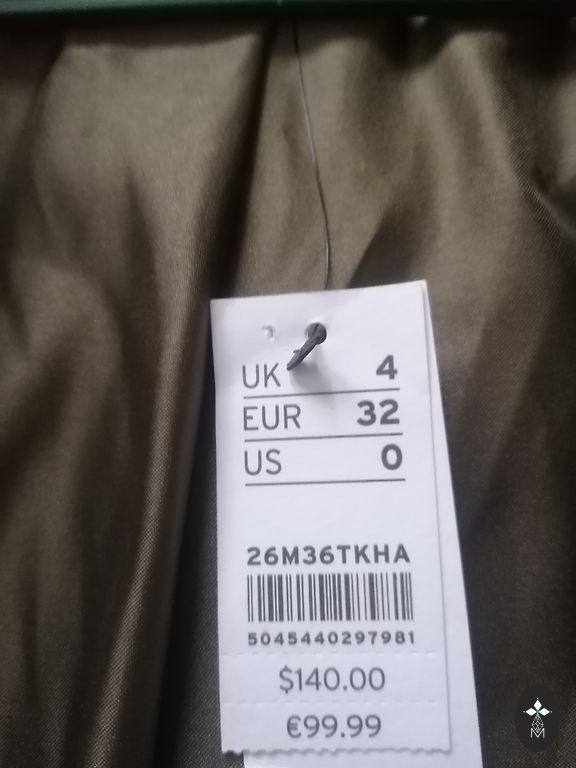 UK 4
EUR 32
US 0
26M36TKHA
5045440297981
$140.00
€99.99
M